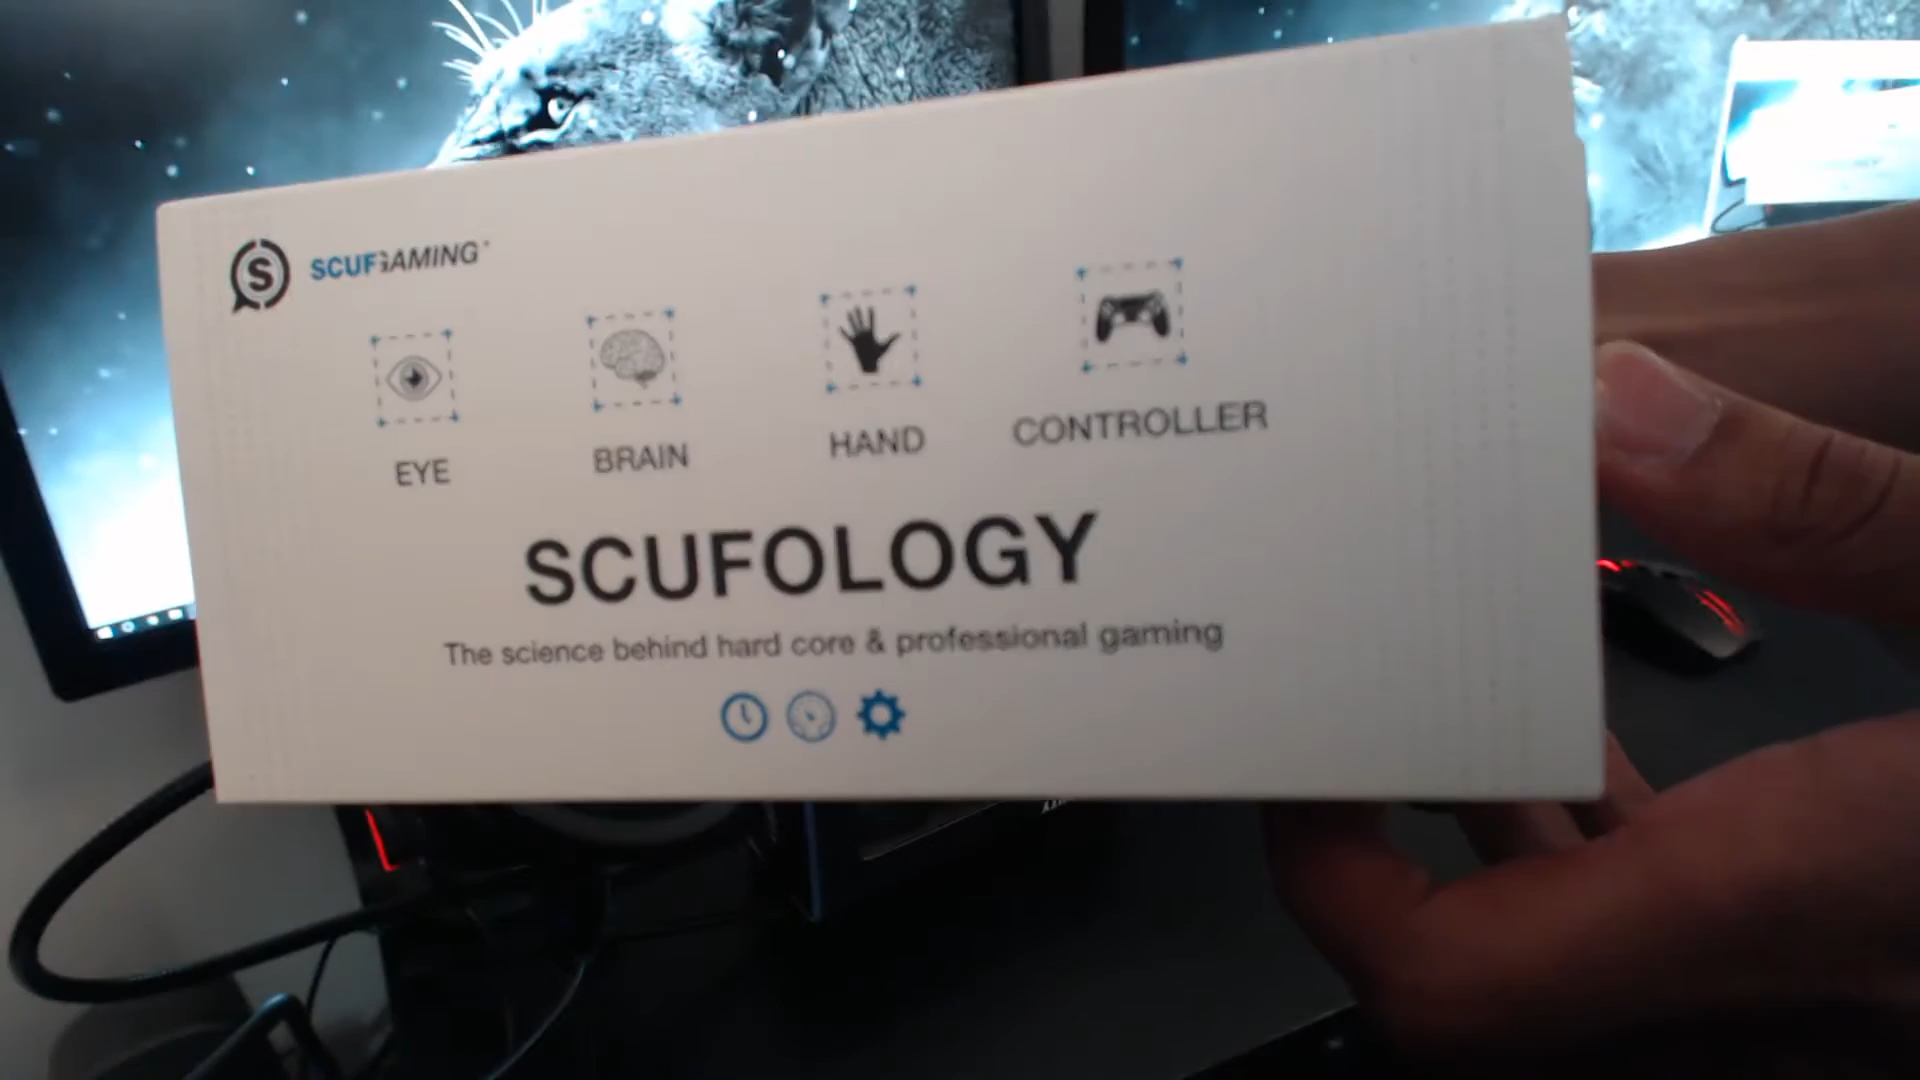 SCUFGAMING
EYE
BRAIN
HAND
CONTROLLER
SCUFOLOGY
The science behind hard core & professional gaming